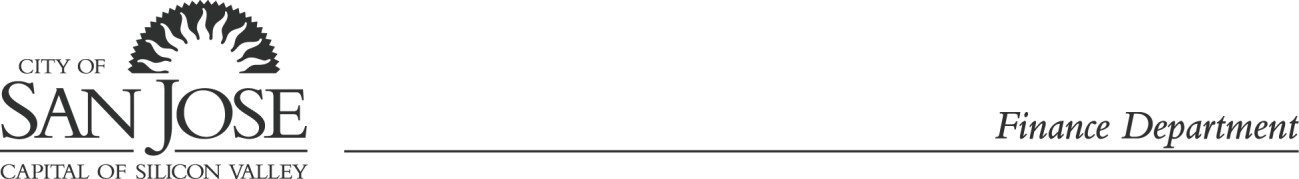 CITY OF
SAN JOSE
CAPITAL OF SILICON VALLEY
Finance Department